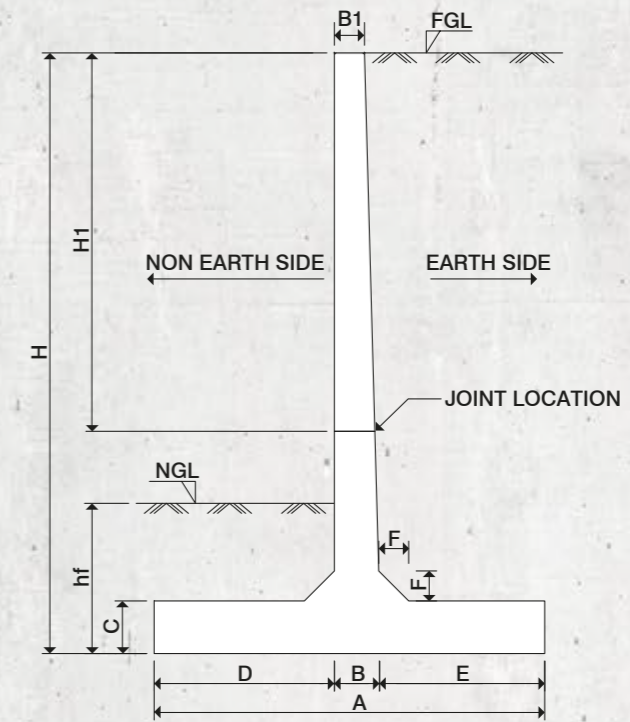 B1
FGL
H1
H
NON EARTH SIDE
EARTH SIDE
JOINT LOCATION
NGL
hf
F
F
C
D
B
E
A